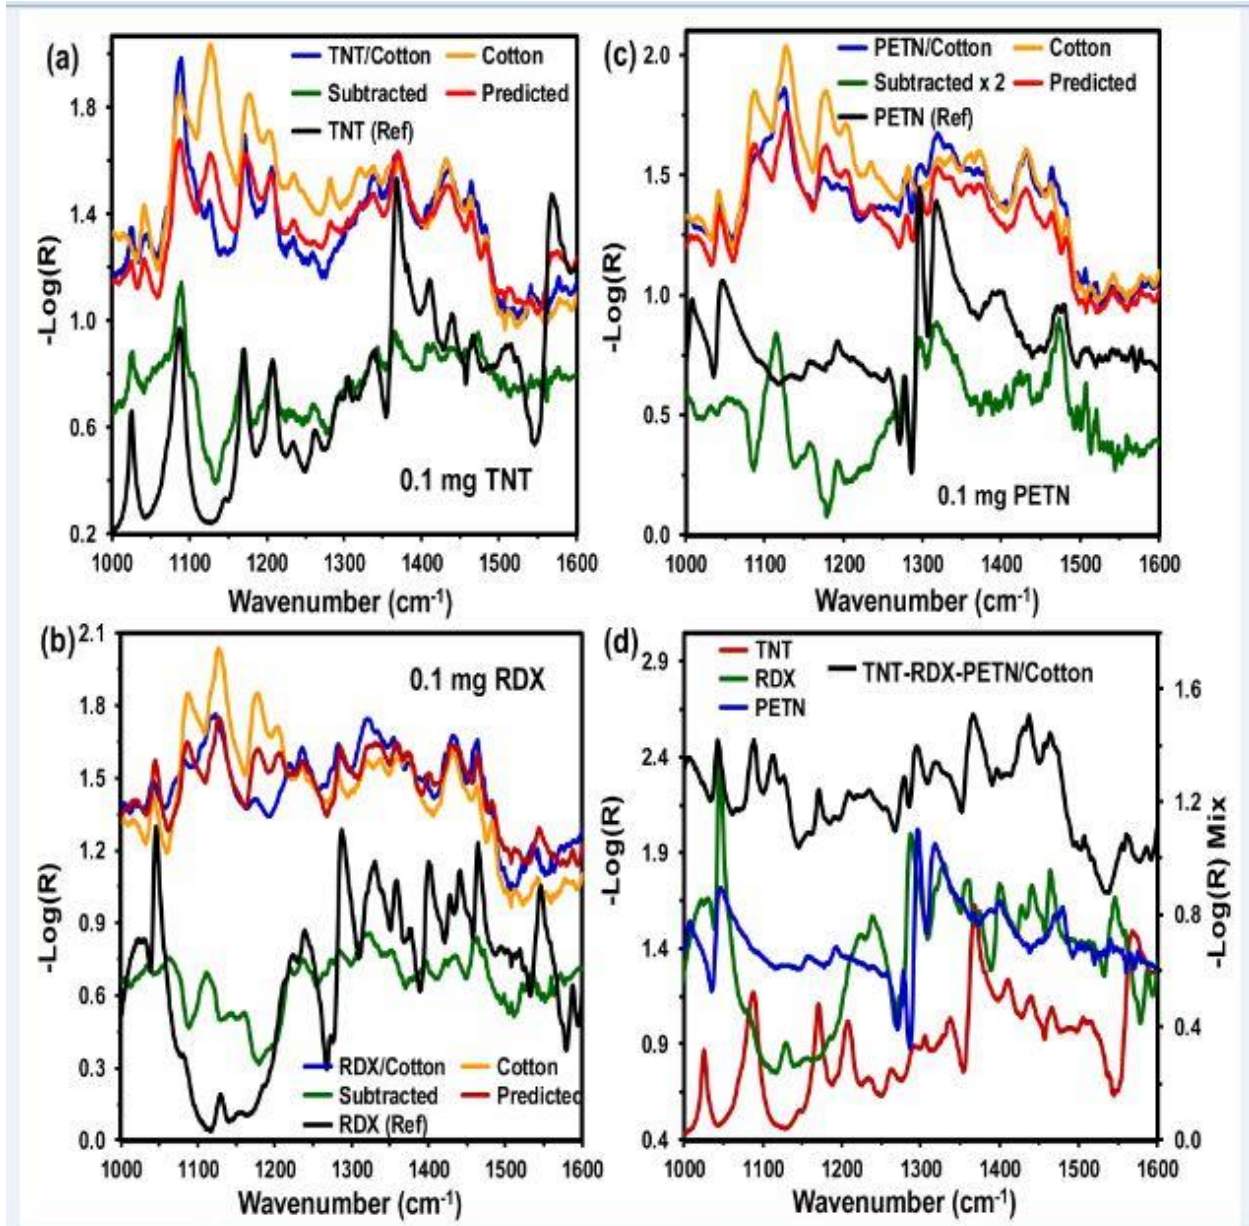 (a)
TNT/Cotton
Cotton
Subtracted
Predicted
TNT (Ref)
1.8
1.4
1.0
0.6
0.2
-Log(R)
0.1 mg TNT
1000 1100 1200 1300 1400 1500 1600
Wavenumber (cm-1)
(c)
PETN/Cotton
Cotton
Subtracted x 2
Predicted
PETN (Ref)
2.0
1.5
1.0
0.5
0.0
-Log(R)
0.1 mg PETN
1000 1100 1200 1300 1400 1500 1600
Wavenumber (cm-1)
(b)
2.1
1.8
1.5
1.2
0.9
0.6
0.3
0.0
-Log(R)
0.1 mg RDX
RDX/Cotton
Cotton
Subtracted
Predicted
RDX (Ref)
1000 1100 1200 1300 1400 1500 1600
Wavenumber (cm-1)
(d)
TNT
RDX
PETN
TNT-RDX-PETN/Cotton
2.9
2.4
1.9
1.4
0.9
0.4
-Log(R)
1.6
1.2
0.8
0.4
0.0
-Log(R) Mix
1000 1100 1200 1300 1400 1500 1600
Wavenumber (cm-1)